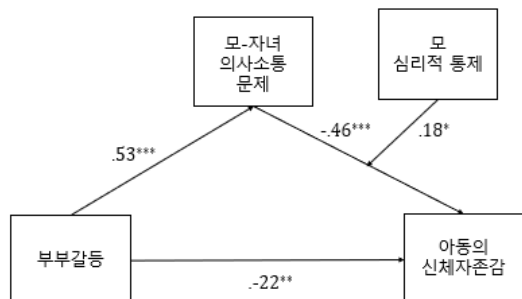 모-자녀
의사소통
문제
모
심리적 통제
.53***
-.46***
.18*
부부갈등
아동의
신체자존감
.-22**